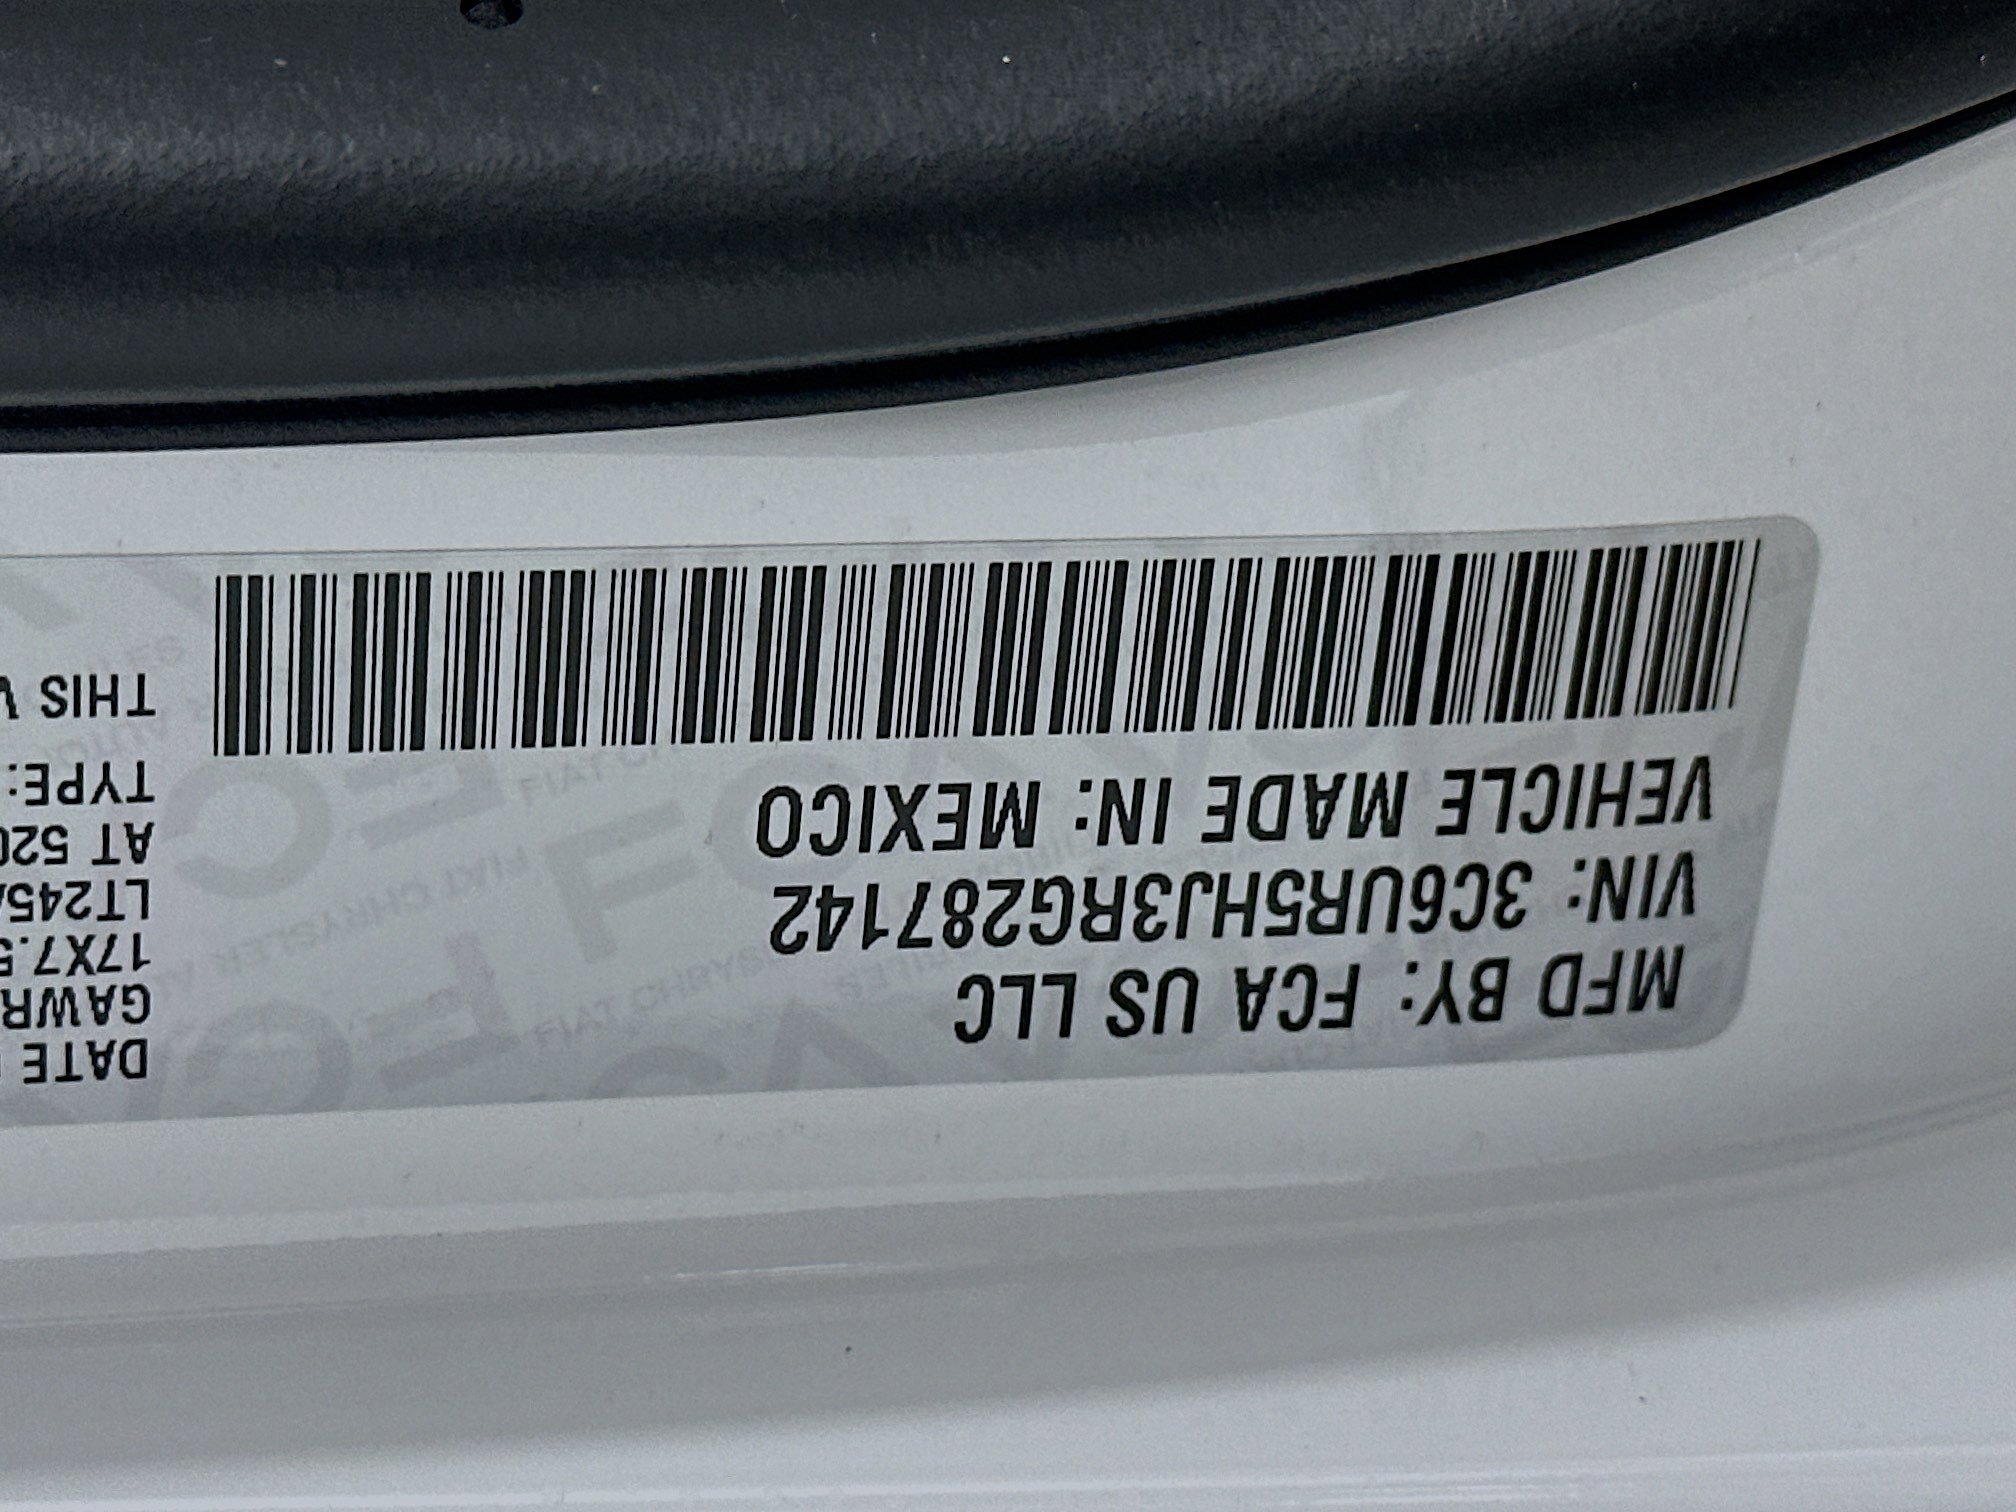 MFD BY: FCA US LLC
VIN: 3C6UR5HJ3RG287142
VEHICLE MADE IN: MEXICO
DATE
GAWR
17X7.5
LT245
AT 520
TYPE:
THIS